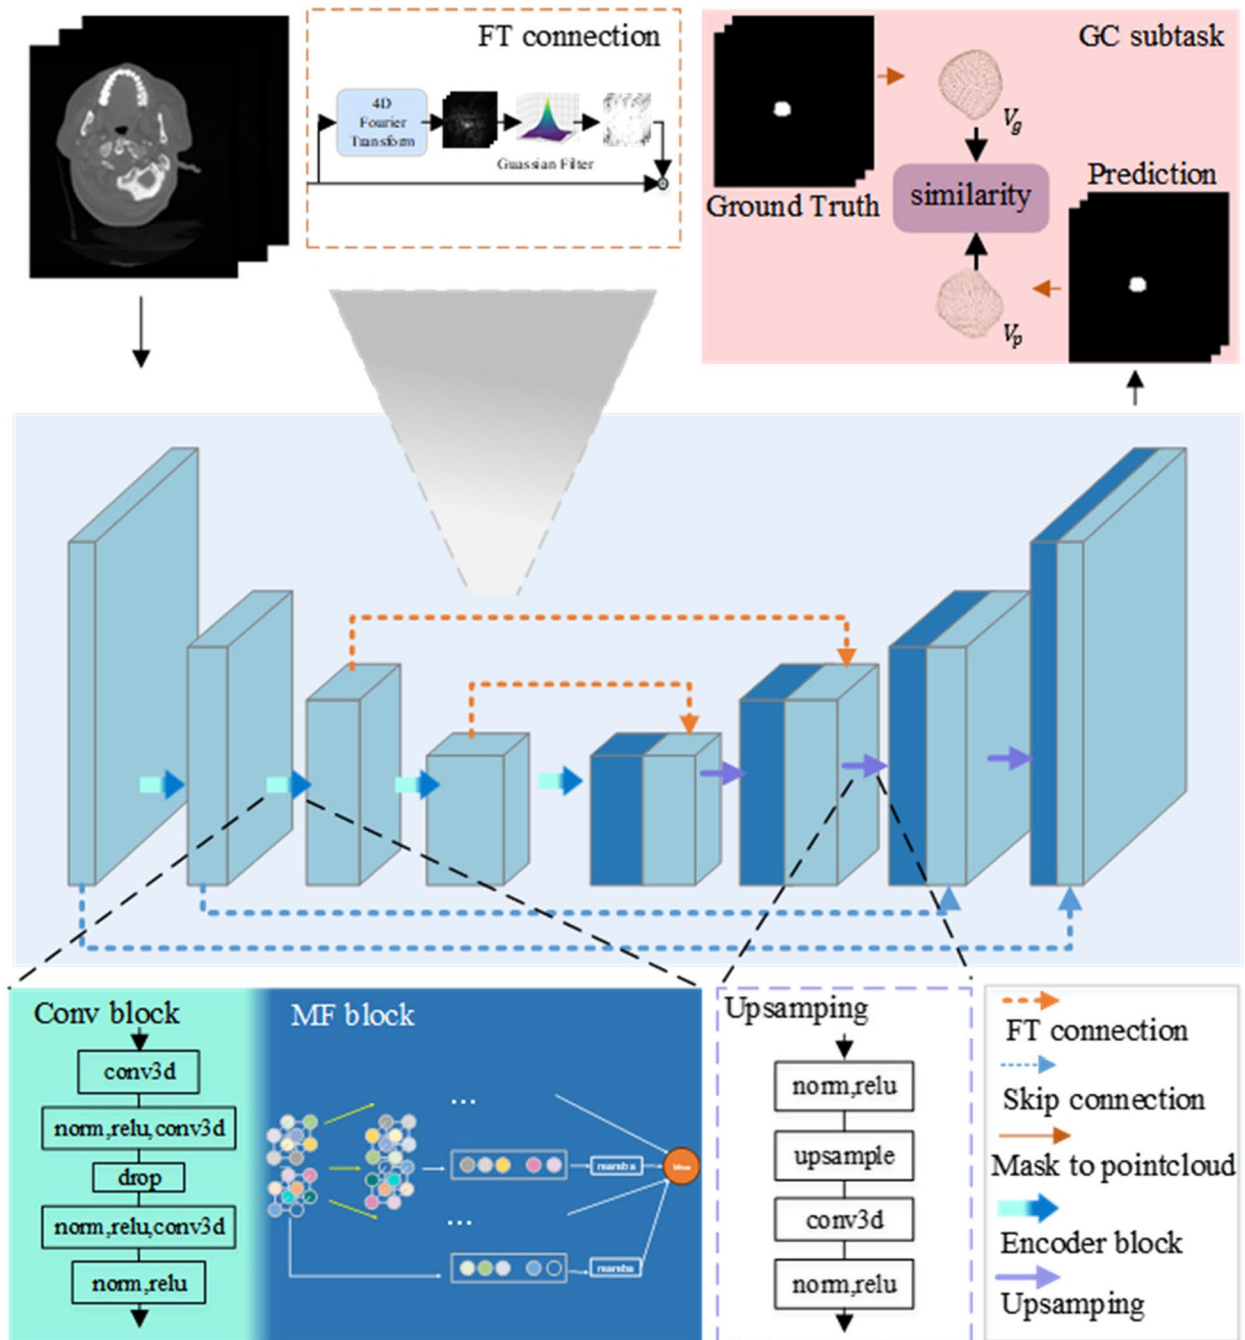 FT connection
4D
Fourier
Transform
Guassian Filter
GC subtask
Vg
Ground Truth
similarity
Prediction
Vp
Conv block
conv3d
norm,relu,conv3d
drop
norm,relu,conv3d
norm,relu
MF block
...
mamba
...
mamba
Upsamping
norm,relu
upsample
conv3d
norm,relu
FT connection
Skip connection
Mask to pointcloud
Encoder block
Upsamping